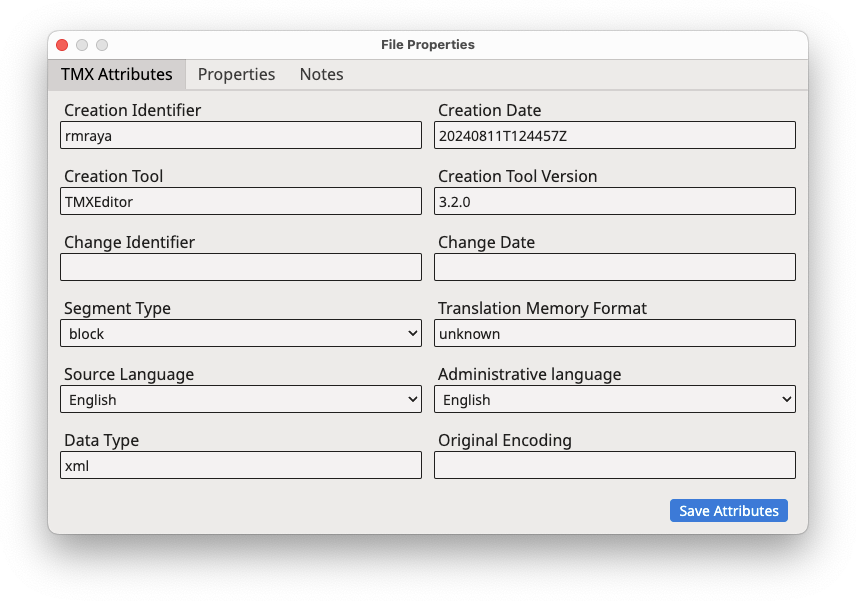 File Properties
TMX Attributes Properties Notes
Creation Identifier Creation Date
rmraya 20240811T124457Z
Creation Tool Creation Tool Version
TMXEditor 3.2.0
Change Identifier Change Date
Segment Type Translation Memory Format
block unknown
Source Language Administrative language
English English
Data Type Original Encoding
xml
Save Attributes